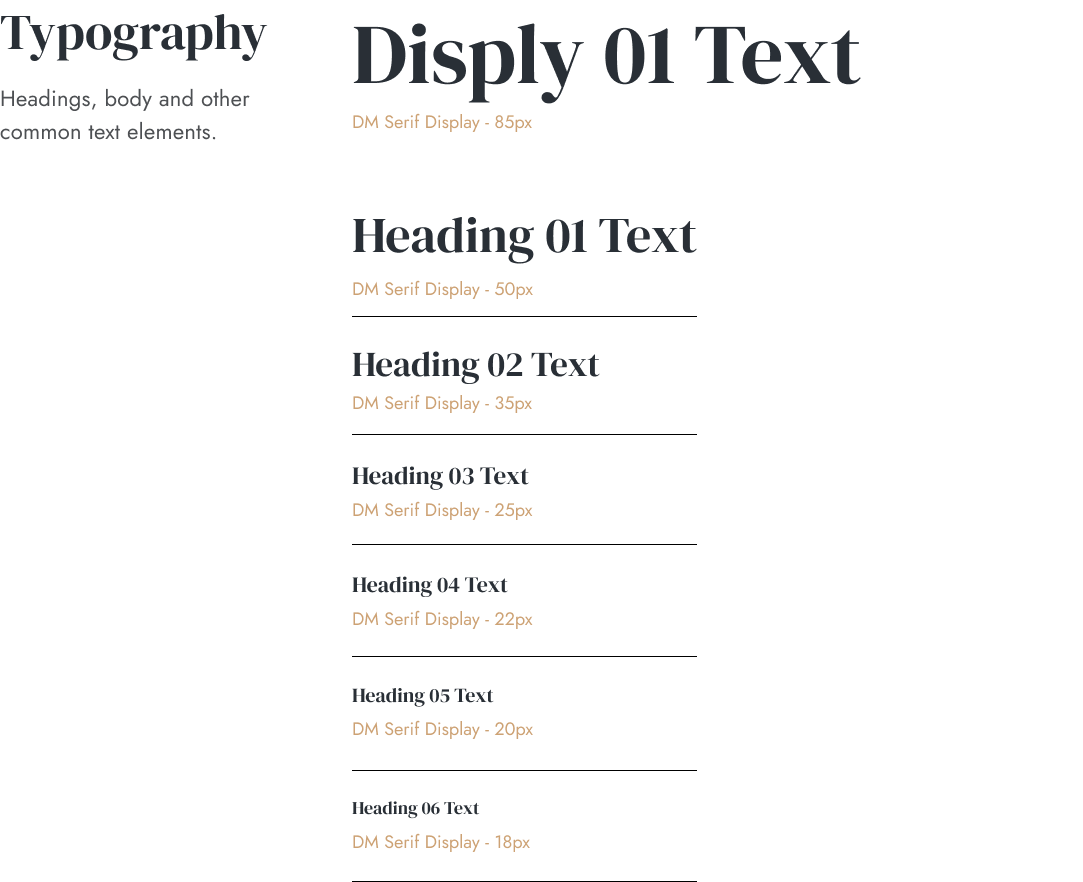 Typography
Headings, body and other
common text elements.
Disply 01 Text
DM Serif Display - 85px
Heading 01 Text
DM Serif Display - 50px
Heading 02 Text
DM Serif Display - 35px
Heading 03 Text
DM Serif Display - 25px
Heading 04 Text
DM Serif Display - 22px
Heading 05 Text
DM Serif Display - 20px
Heading 06 Text
DM Serif Display - 18px